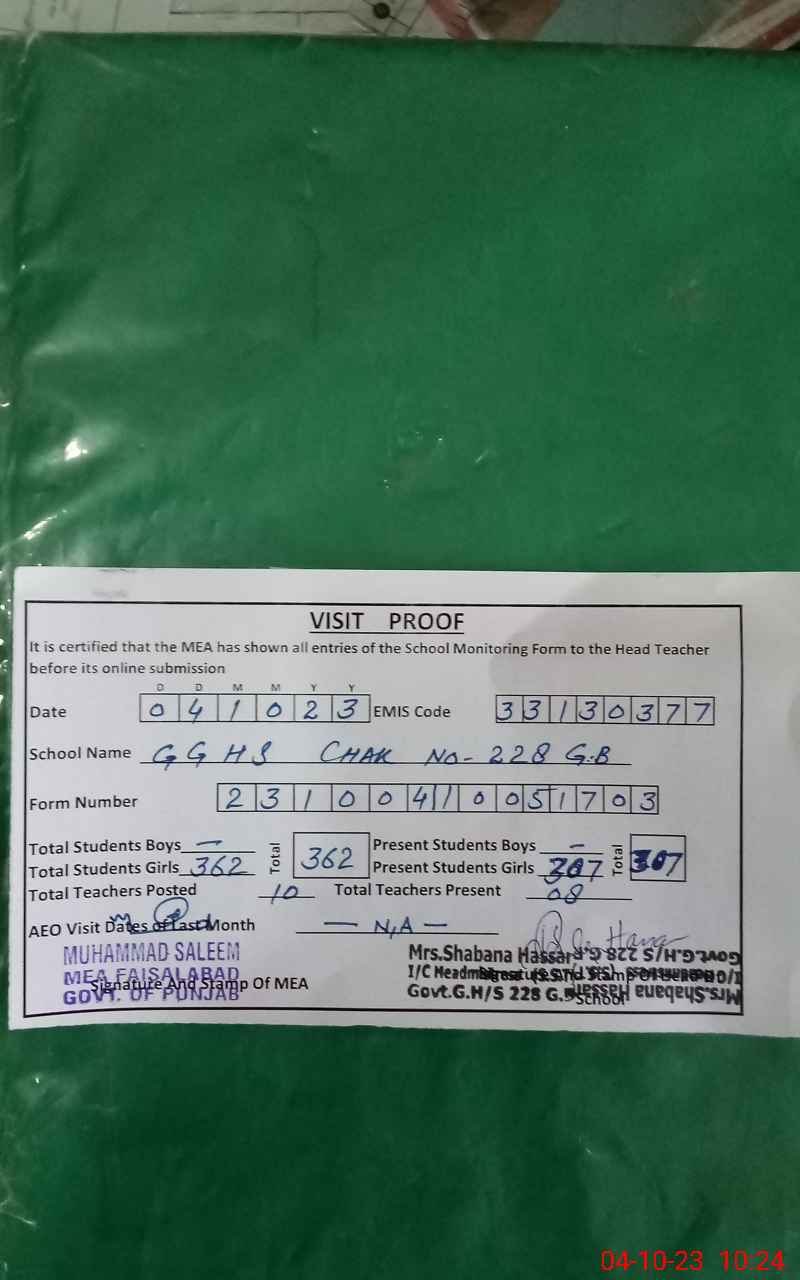 VISIT PROOF
It is certified that the MEA has shown all entries of the School Monitoring Form to the Head Teacher
before its online submission
D D M M Y Y
Date 0 4 1 0 2 3 EMIS Code 3 3 1 3 0 3 7 7
School Name G G H S CHAK No- 228 G.B
Form Number 2 3 1 0 0 4 1 0 0 5 1 7 0 3
Total Students Boys — Total 362 Present Students Boys — Total 307
Total Students Girls 362 Present Students Girls 307
Total Teachers Posted 10 Total Teachers Present 08
AEO Visit Dates of Last Month — N,A —
MUHAMMAD SALEEM
MEA FAISALABAD
GOVT. OF PUNJAB
Signature And Stamp Of MEA
Mrs.Shabana Hassan
I/C Headmistress
Govt.G.H/S 228 G.B
Signature And Stamp Of
School
04-10-23 10:24